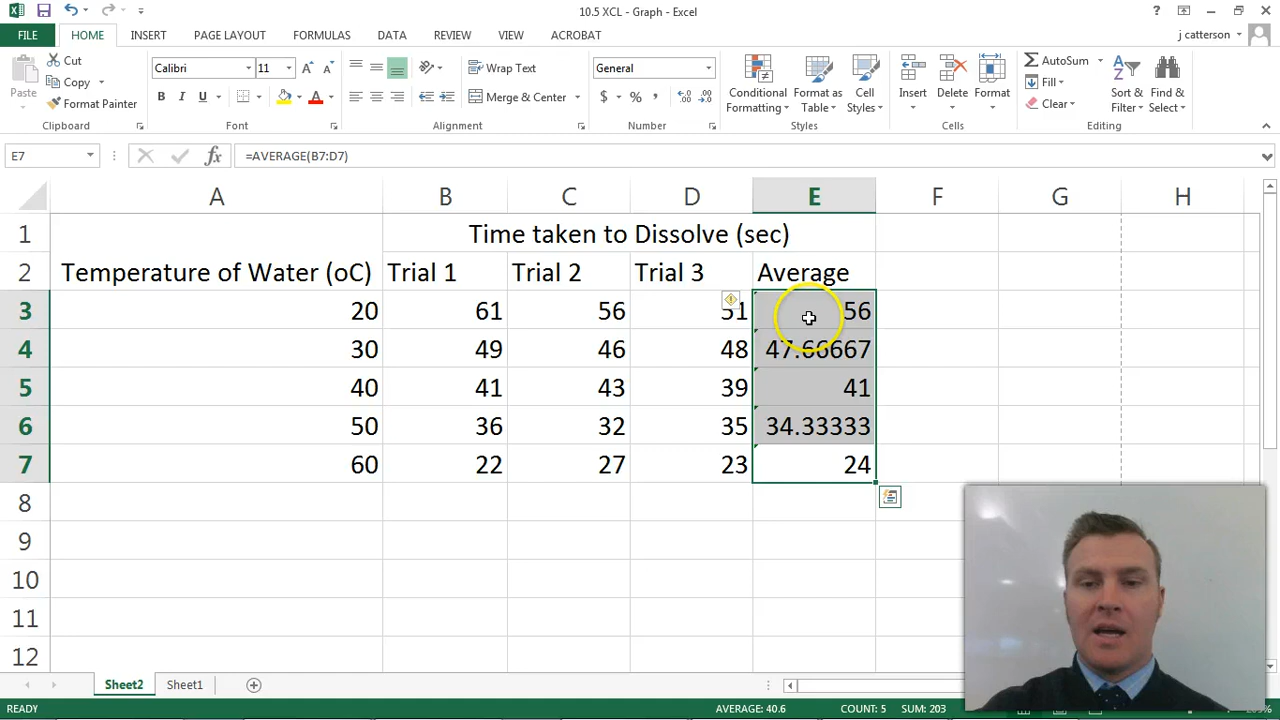 10.5 XCL - Graph - Excel
FILE HOME INSERT PAGE LAYOUT FORMULAS DATA REVIEW VIEW ACROBAT j catterson
Paste Cut Copy Format Painter
Calibri 11
B I U A
Wrap Text
Merge & Center
General
$ % ,
Conditional Formatting Format as Table Cell Styles
Insert Delete Format
AutoSum Fill Clear
Sort & Filter Find & Select
Clipboard Font Alignment Number Styles Cells Editing
E7 fx =AVERAGE(B7:D7)
A B C D E F G H
1 Time taken to Dissolve (sec)
2 Temperature of Water (oC) Trial 1 Trial 2 Trial 3 Average
3 20 61 56 51 56
4 30 49 46 48 47.66667
5 40 41 43 39 41
6 50 36 32 35 34.33333
7 60 22 27 23 24
8
9
10
11
12
Sheet2 Sheet1
READY AVERAGE: 40.6 COUNT: 5 SUM: 203